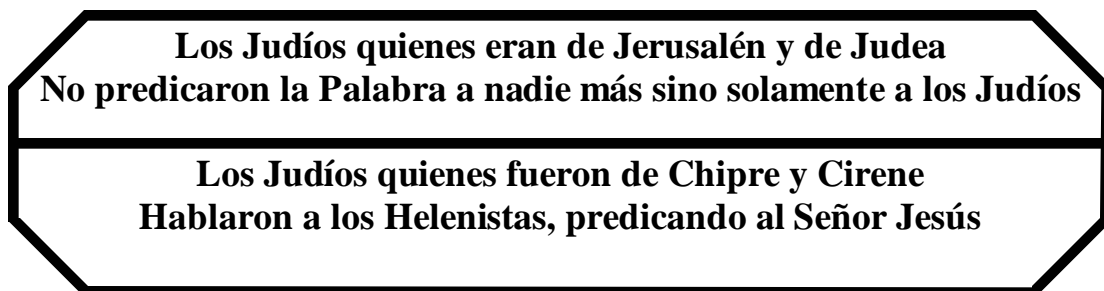 Los Judíos quienes eran de Jerusalén y de Judea
No predicaron la Palabra a nadie más sino solamente a los Judíos
Los Judíos quienes fueron de Chipre y Cirene
Hablaron a los Helenistas, predicando al Señor Jesús